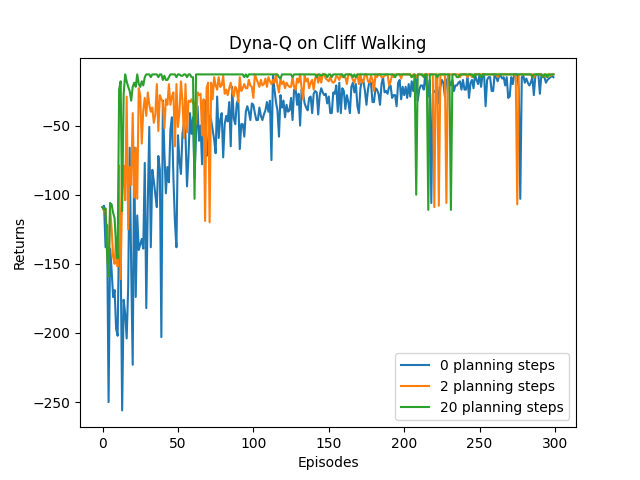 Dyna-Q on Cliff Walking
Returns
−50
−100
−150
−200
−250
0 planning steps
2 planning steps
20 planning steps
0 50 100 150 200 250 300
Episodes